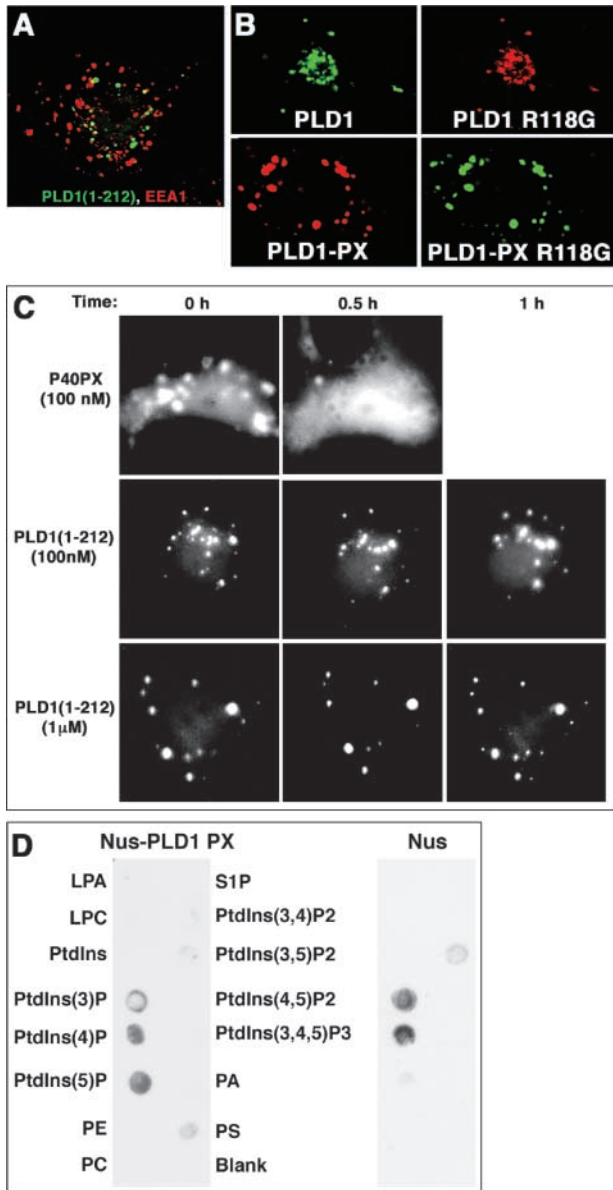 A
PLD1(1-212), EEA1
B
PLD1
PLD1 R118G
PLD1-PX
PLD1-PX R118G
C
Time: 0 h 0.5 h 1 h
P40PX
(100 nM)
PLD1(1-212)
(100nM)
PLD1(1-212)
(1µM)
D
Nus-PLD1 PX Nus
LPA S1P
LPC PtdIns(3,4)P2
PtdIns PtdIns(3,5)P2
PtdIns(3)P PtdIns(4,5)P2
PtdIns(4)P PtdIns(3,4,5)P3
PtdIns(5)P PA
PE PS
PC Blank